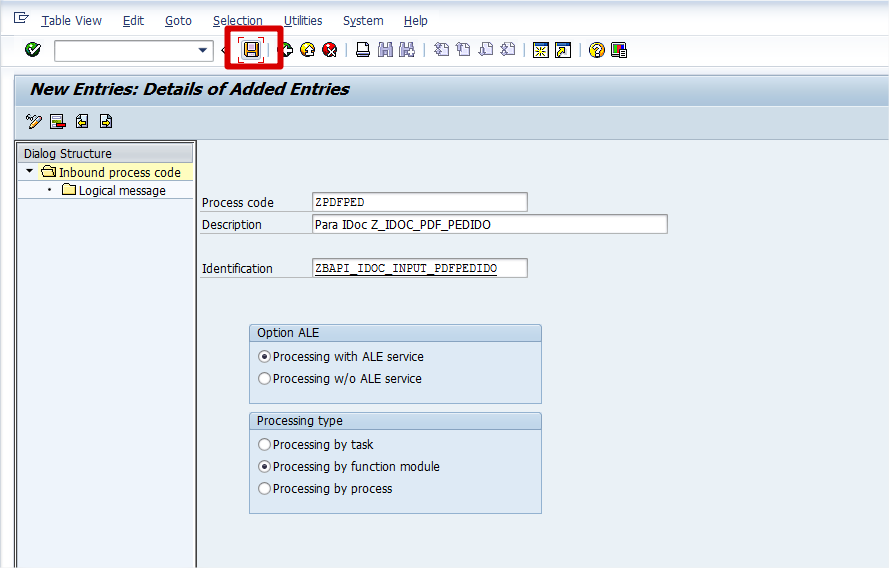 Table View Edit Goto Selection Utilities System Help
New Entries: Details of Added Entries
Dialog Structure
Inbound process code
Logical message
Process code ZPDFPED
Description Para IDoc Z_IDOC_PDF_PEDIDO
Identification ZBAPI_IDOC_INPUT_PDFPEDIDO
Option ALE
Processing with ALE service
Processing w/o ALE service
Processing type
Processing by task
Processing by function module
Processing by process